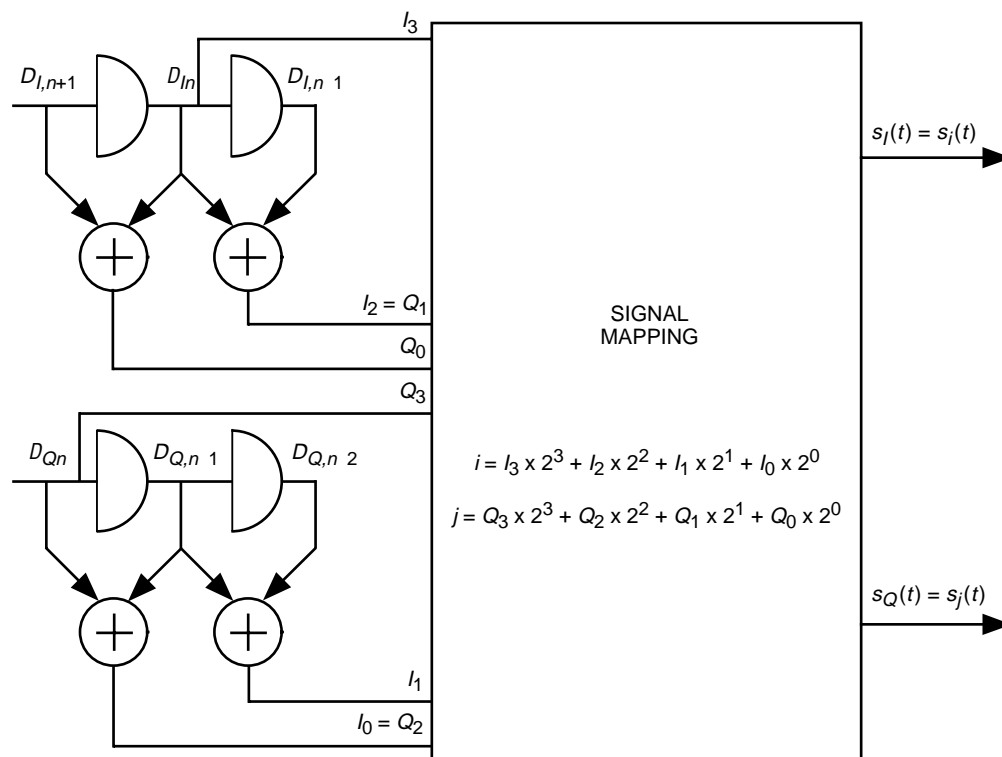 I3
DI,n+1
DIn
DI,n 1
sI(t) = si(t)
I2 = Q1
SIGNAL
MAPPING
Q0
Q3
DQn
DQ,n 1
DQ,n 2
i = I3 x 2^3 + I2 x 2^2 + I1 x 2^1 + I0 x 2^0
j = Q3 x 2^3 + Q2 x 2^2 + Q1 x 2^1 + Q0 x 2^0
sQ(t) = sj(t)
I1
I0 = Q2